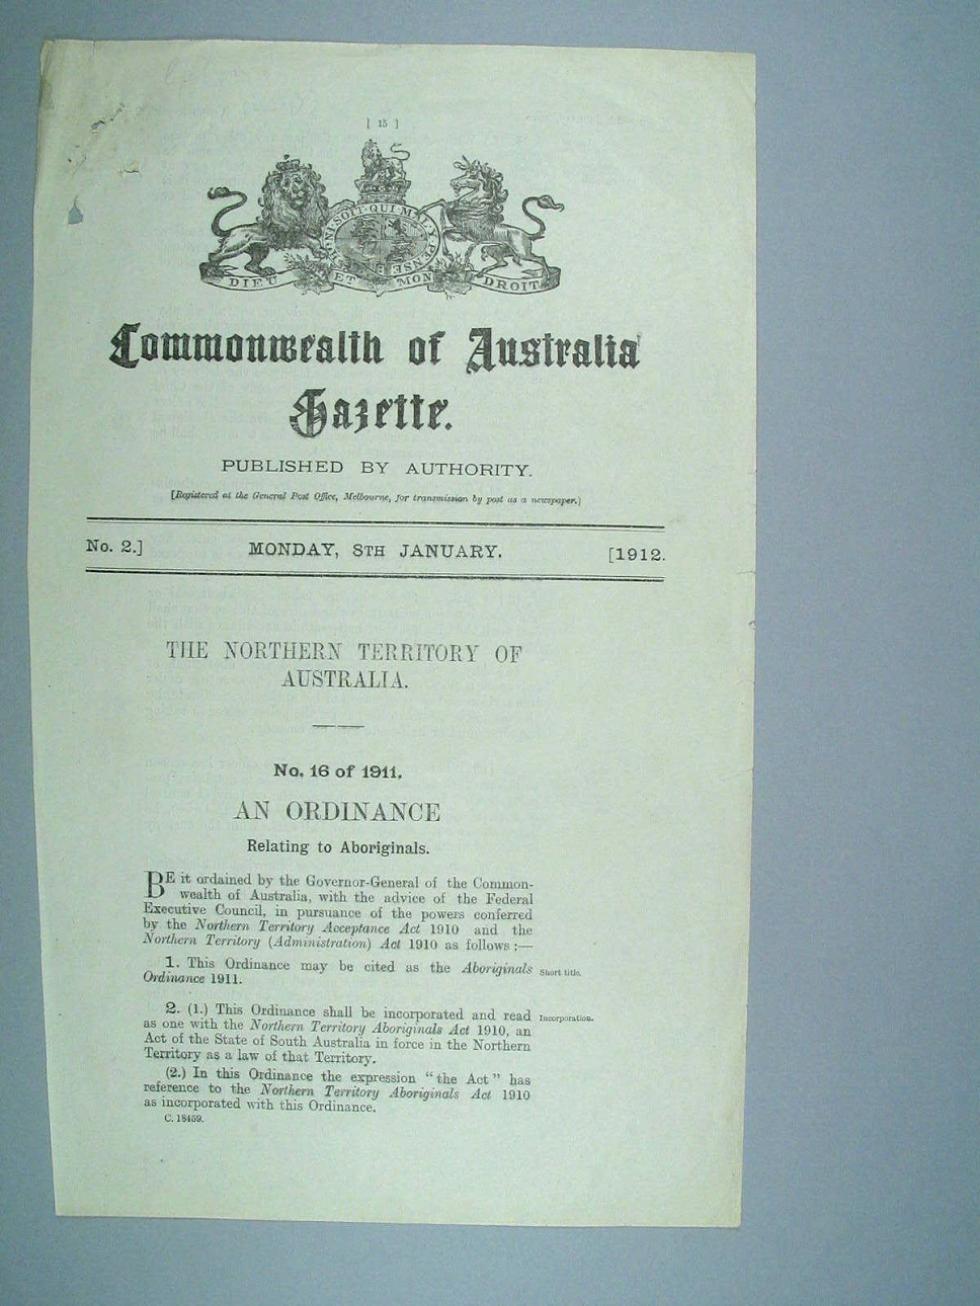 [ 15 ]
HONI·SOIT·QUI·MAL·Y·PENSE
DIEU ET MON DROIT
Commonwealth of Australia
Gazette.
PUBLISHED BY AUTHORITY.
[Registered at the General Post Office, Melbourne, for transmission by post as a newspaper.]
No. 2.] MONDAY, 8TH JANUARY. [1912.
THE NORTHERN TERRITORY OF
AUSTRALIA.
No. 16 of 1911.
AN ORDINANCE
Relating to Aboriginals.
BE it ordained by the Governor-General of the Common-
wealth of Australia, with the advice of the Federal
Executive Council, in pursuance of the powers conferred
by the Northern Territory Acceptance Act 1910 and the
Northern Territory (Administration) Act 1910 as follows :—
1. This Ordinance may be cited as the Aboriginals Short title.
Ordinance 1911.
2. (1.) This Ordinance shall be incorporated and read Incorporation.
as one with the Northern Territory Aboriginals Act 1910, an
Act of the State of South Australia in force in the Northern
Territory as a law of that Territory.
(2.) In this Ordinance the expression "the Act" has
reference to the Northern Territory Aboriginals Act 1910
as incorporated with this Ordinance.
C. 18459.